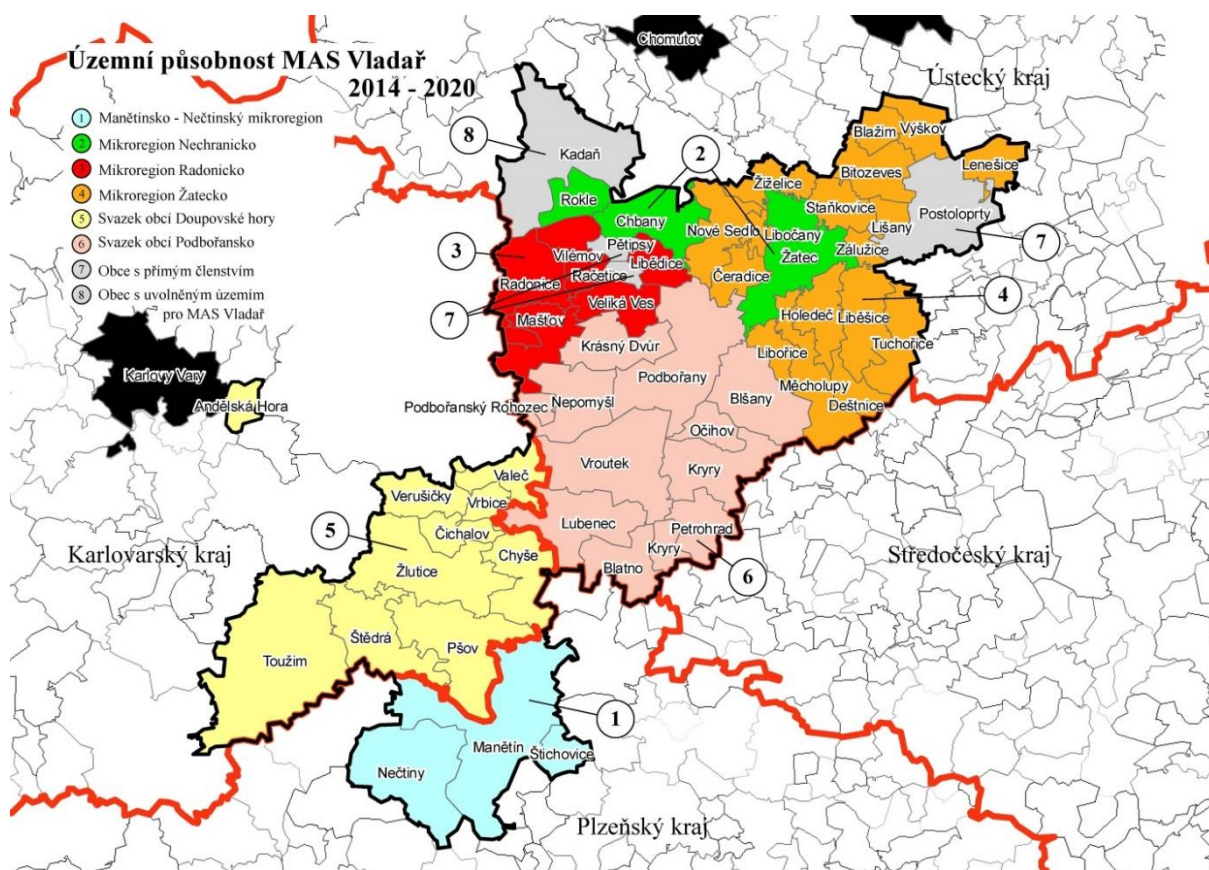 Územní působnost MAS Vladař
2014 - 2020
1 Manětínsko - Nečtinský mikroregion
2 Mikroregion Nechranicko
3 Mikroregion Radonicko
4 Mikroregion Žatecko
5 Svazek obcí Doupovské hory
6 Svazek obcí Podbořansko
7 Obce s přímým členstvím
8 Obec s uvolněným územím
pro MAS Vladař
Chomutov
Ústecký kraj
Blažim
Výškov
8
2
Kadaň
Lenešice
Bitozeves
Žiželice
Rokle
Staňkovice
Postoloprty
Chbany
Nové Sedlo
Libočany
Lišany
7
3
Pětipsy
Vilémov
Žatec
Zálužice
Libědice
Radonice
Račetice
Čeradice
4
7
Veliká Ves
Mašťov
Holedeč
Liběšice
Krásný Dvůr
Tuchořice
Libořice
Karlovy Vary
Podbořany
Měcholupy
Nepomyšl
Blšany
Andělská Hora
Podbořanský Rohozec
Deštnice
Očihov
Vroutek
Kryry
Valeč
Verušičky
Vrbice
5
Lubenec
Petrohrad
Čichalov
Karlovarský kraj
Chyše
Kryry
Středočeský kraj
Žlutice
Blatno
6
Štědrá
Pšov
Toužim
1
Manětín
Štichovice
Nečtiny
Plzeňský kraj